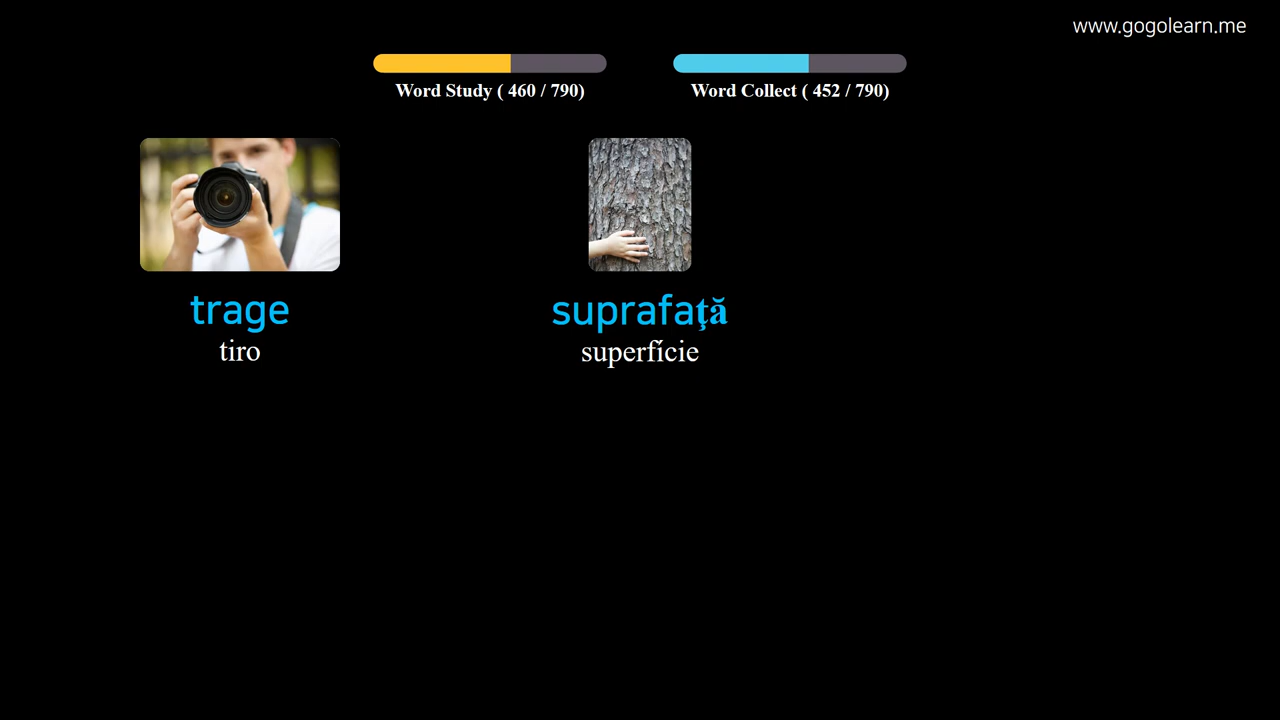 www.gogolearn.me
Word Study ( 460 / 790)
Word Collect ( 452 / 790)
trage
tiro
suprafaţă
superfície